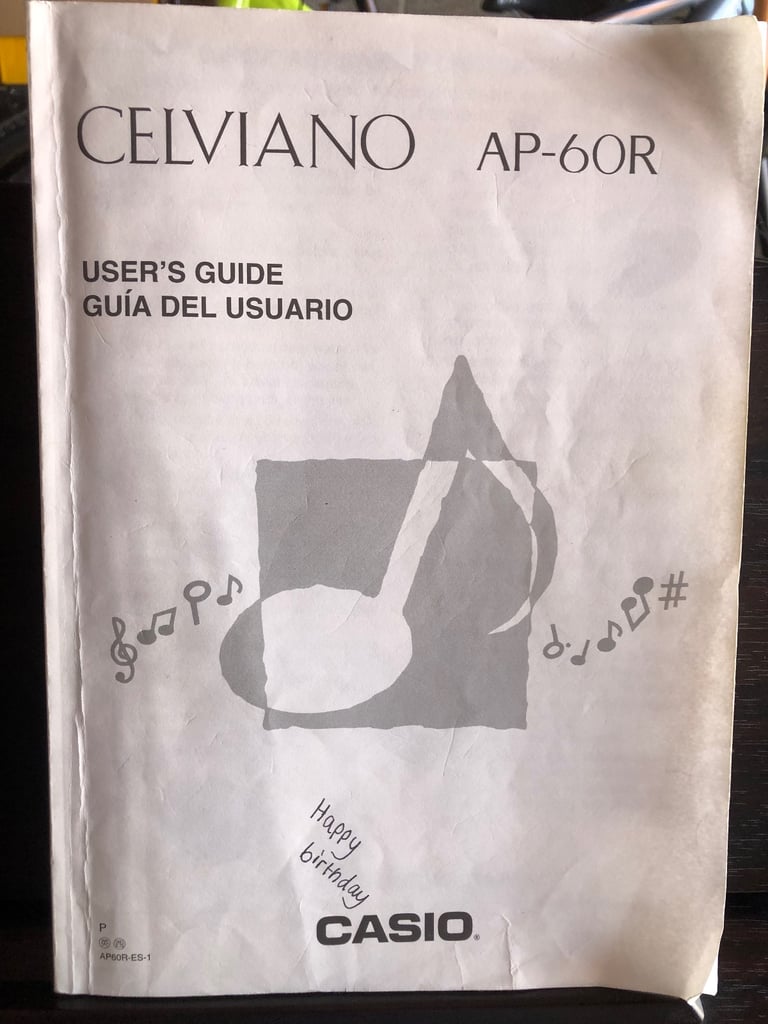 CELVIANO AP-60R
USER'S GUIDE
GUÍA DEL USUARIO
Happy
birthday
CASIO®
P
AP60R-ES-1